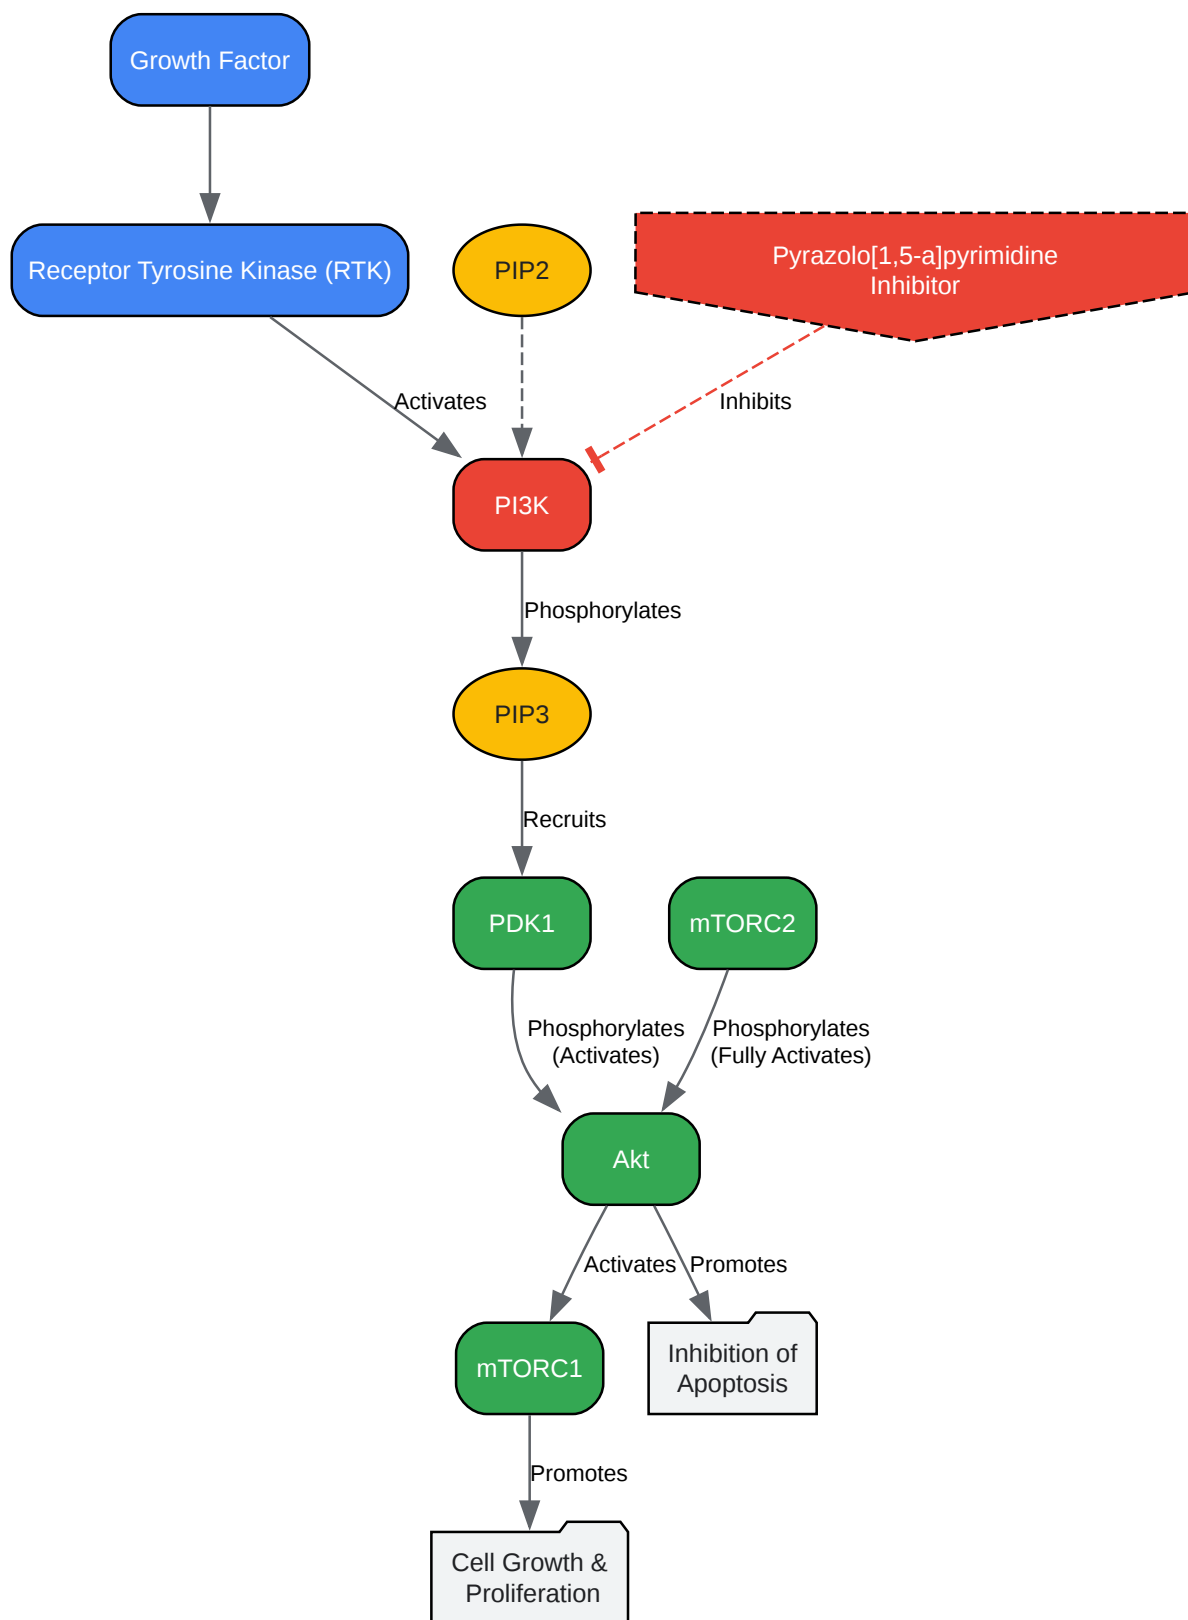 Growth Factor
Receptor Tyrosine Kinase (RTK)
PIP2
Pyrazolo[1,5-a]pyrimidine
Inhibitor
Activates
Inhibits
PI3K
Phosphorylates
PIP3
Recruits
PDK1
mTORC2
Phosphorylates
(Activates)
Phosphorylates
(Fully Activates)
Akt
Activates
Promotes
mTORC1
Inhibition of
Apoptosis
Promotes
Cell Growth &
Proliferation